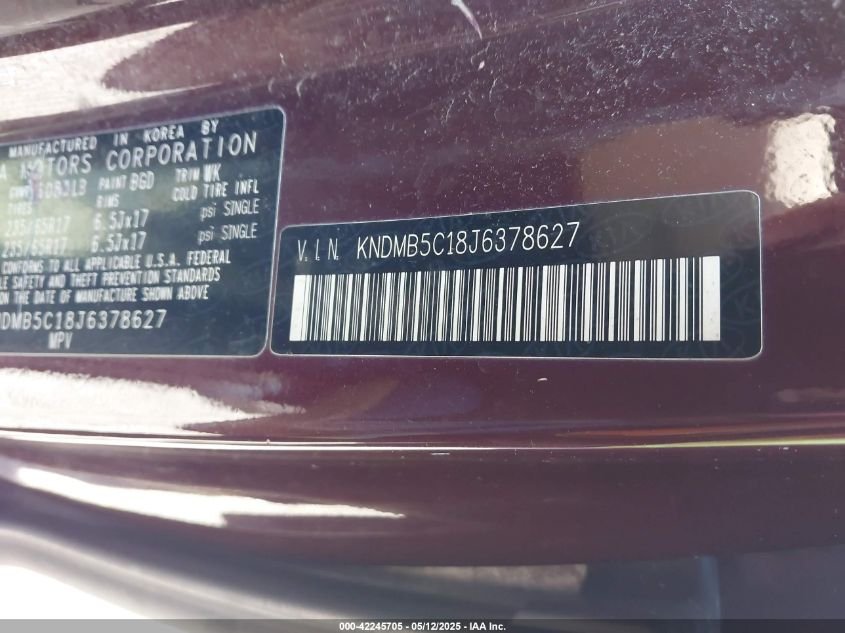 MANUFACTURED IN KOREA BY
A MOTORS CORPORATION
PAINT BGD TRIM WK
RIMS COLD TIRE INFL
235/65R17 6.5Jx17 psi SINGLE
235/65R17 6.5Jx17 psi SINGLE
CONFORMS TO ALL APPLICABLE U.S.A. FEDERAL
SAFETY AND THEFT PREVENTION STANDARDS
ON THE DATE OF MANUFACTURE SHOWN ABOVE
NDMB5C18J6378627
MPV
V.I.N. KNDMB5C18J6378627
000-42245705 - 05/12/2025 - IAA Inc.